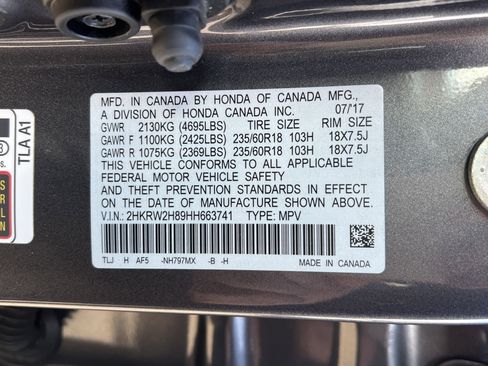 MFD. IN CANADA BY HONDA OF CANADA MFG.,
A DIVISION OF HONDA CANADA INC. 07/17
GVWR 2130KG (4695LBS) TIRE SIZE RIM SIZE
GAWR F 1100KG (2425LBS) 235/60R18 103H 18X7.5J
GAWR R 1075KG (2369LBS) 235/60R18 103H 18X7.5J
THIS VEHICLE CONFORMS TO ALL APPLICABLE
FEDERAL MOTOR VEHICLE SAFETY
AND THEFT PREVENTION STANDARDS IN EFFECT
ON THE DATE OF MANUFACTURE SHOWN ABOVE.
V.I.N.: 2HKRW2H89HH663741 TYPE: MPV
TLJ H AF5 -NH797MX -B -H MADE IN CANADA
TLA A1